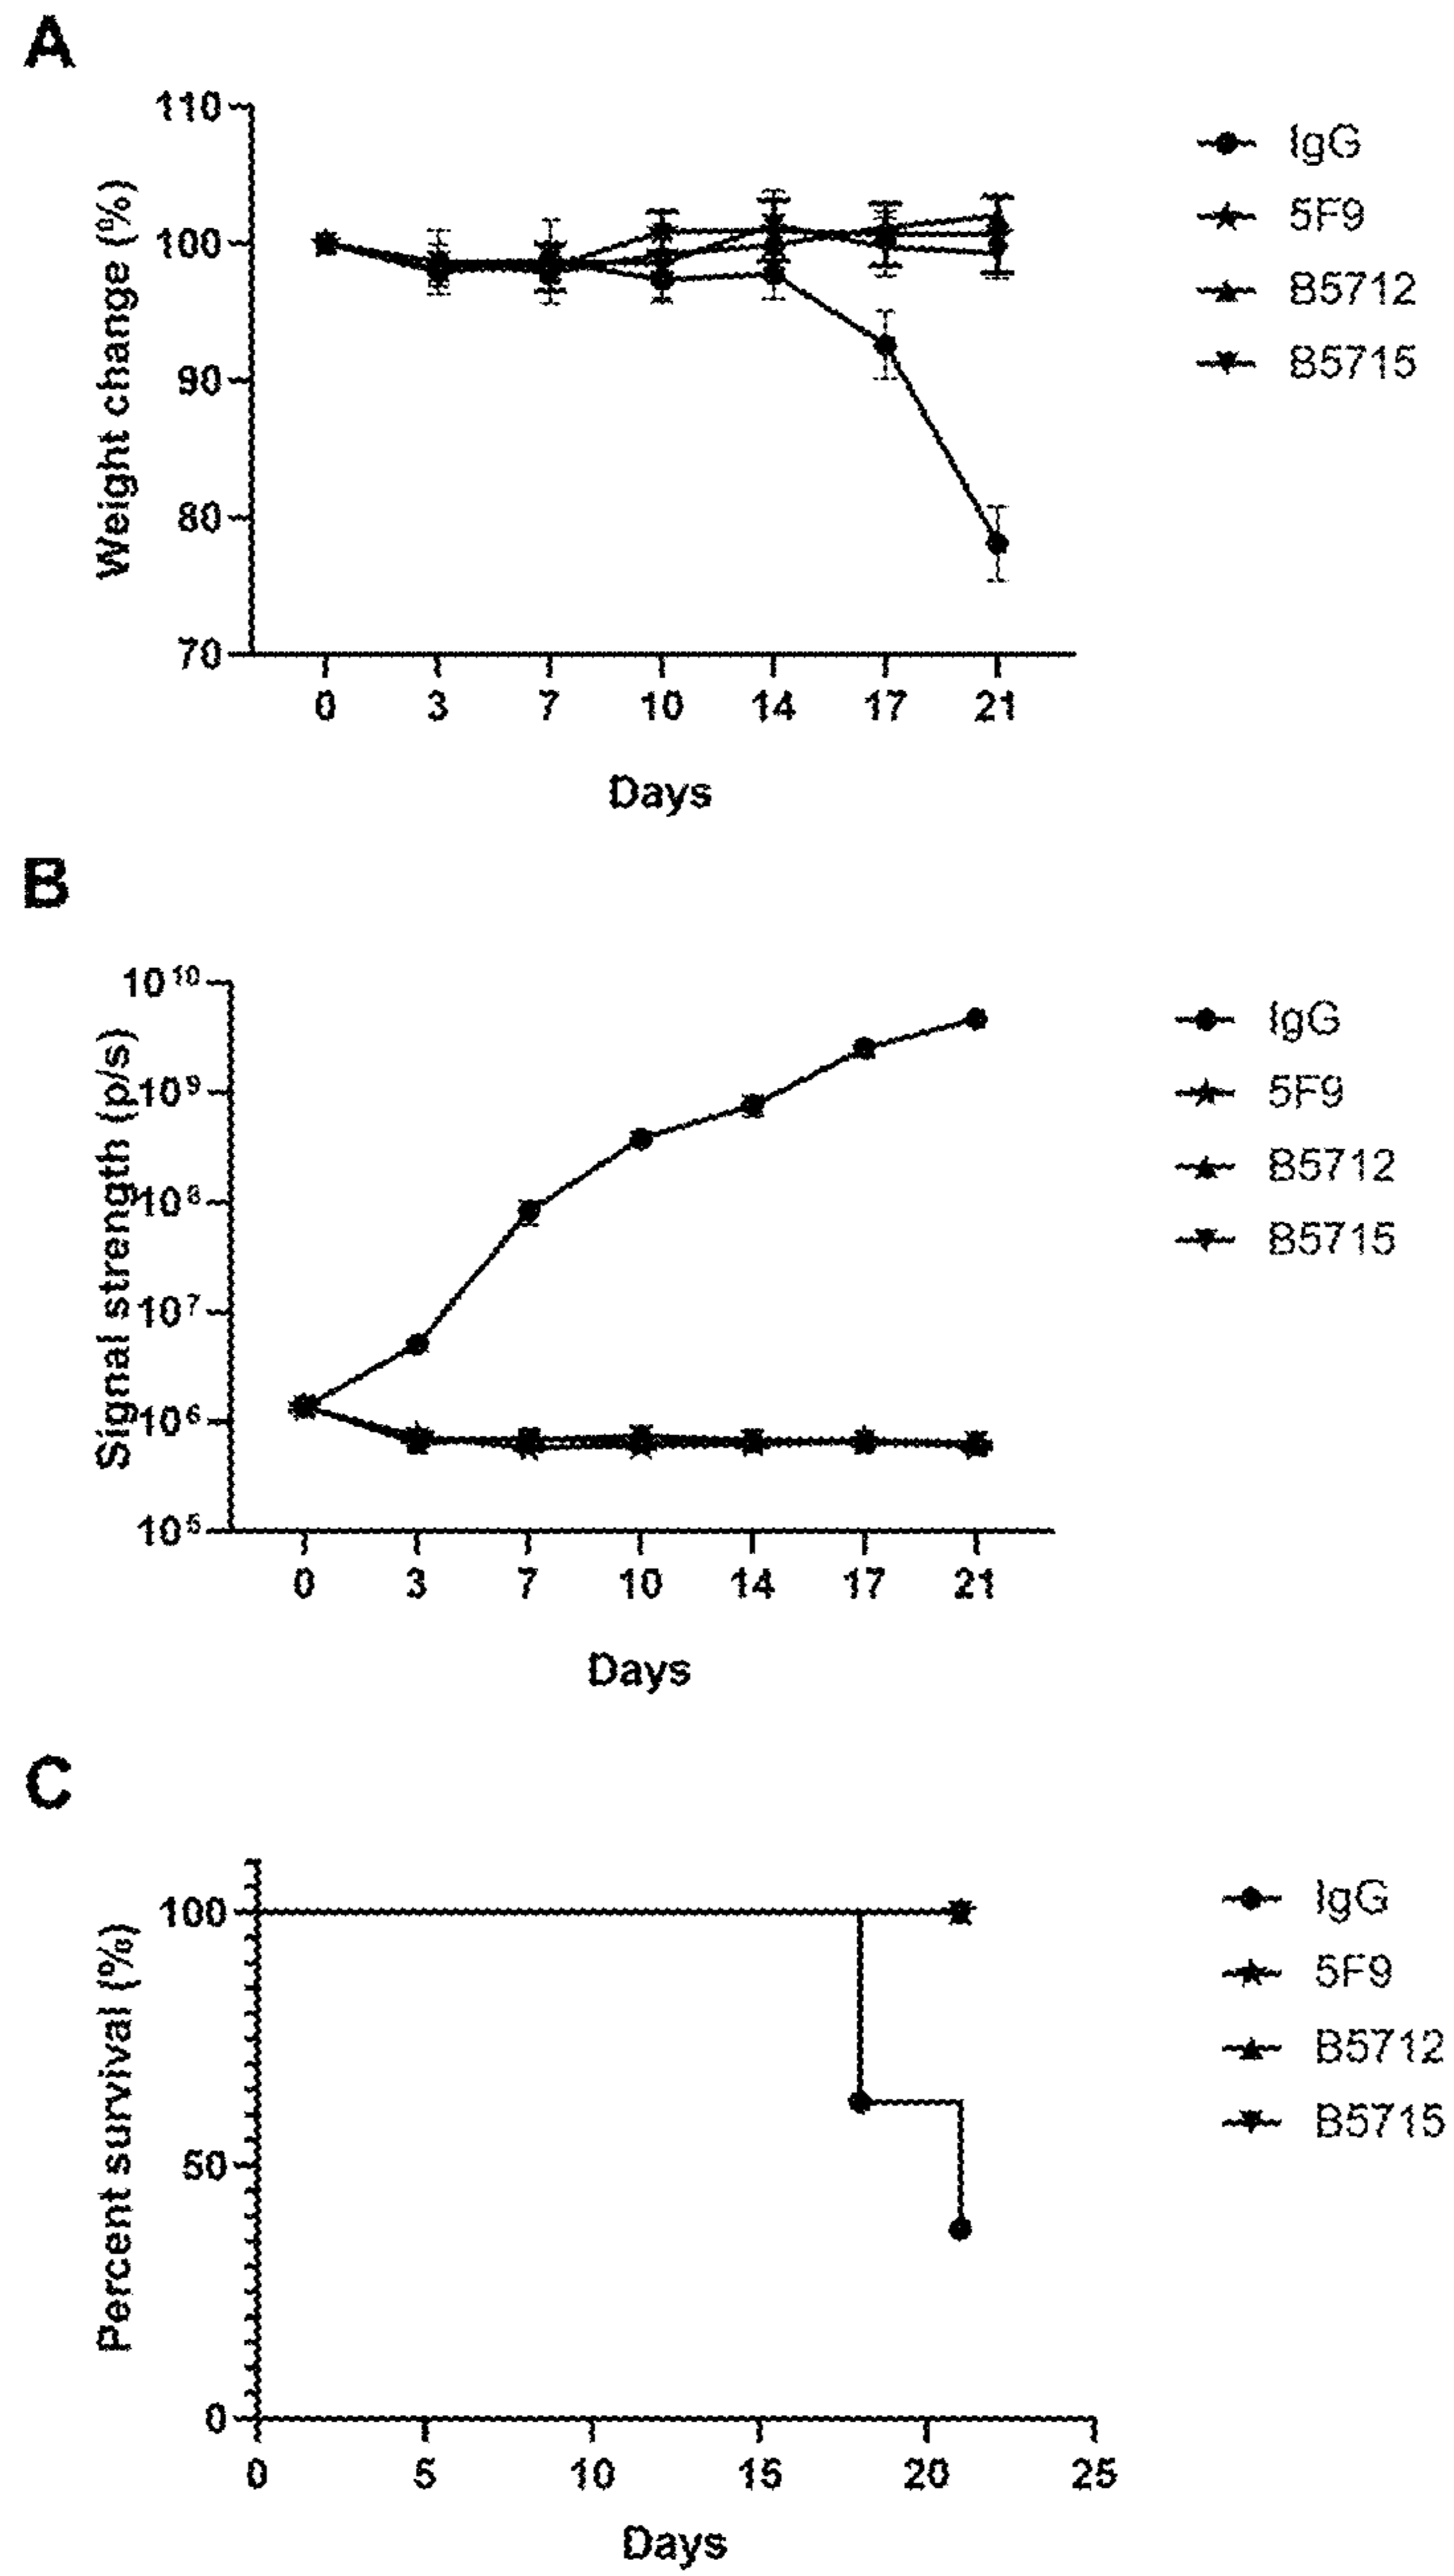 A
110
100
90
80
70
Weight change (%)
0 3 7 10 14 17 21
Days
IgG
5F9
B5712
B5715
B
10¹⁰
10⁹
10⁸
10⁷
10⁶
10⁵
Signal strength (p/s)
0 3 7 10 14 17 21
Days
IgG
5F9
B5712
B5715
C
100
50
0
Percent survival (%)
0 5 10 15 20 25
Days
IgG
5F9
B5712
B5715